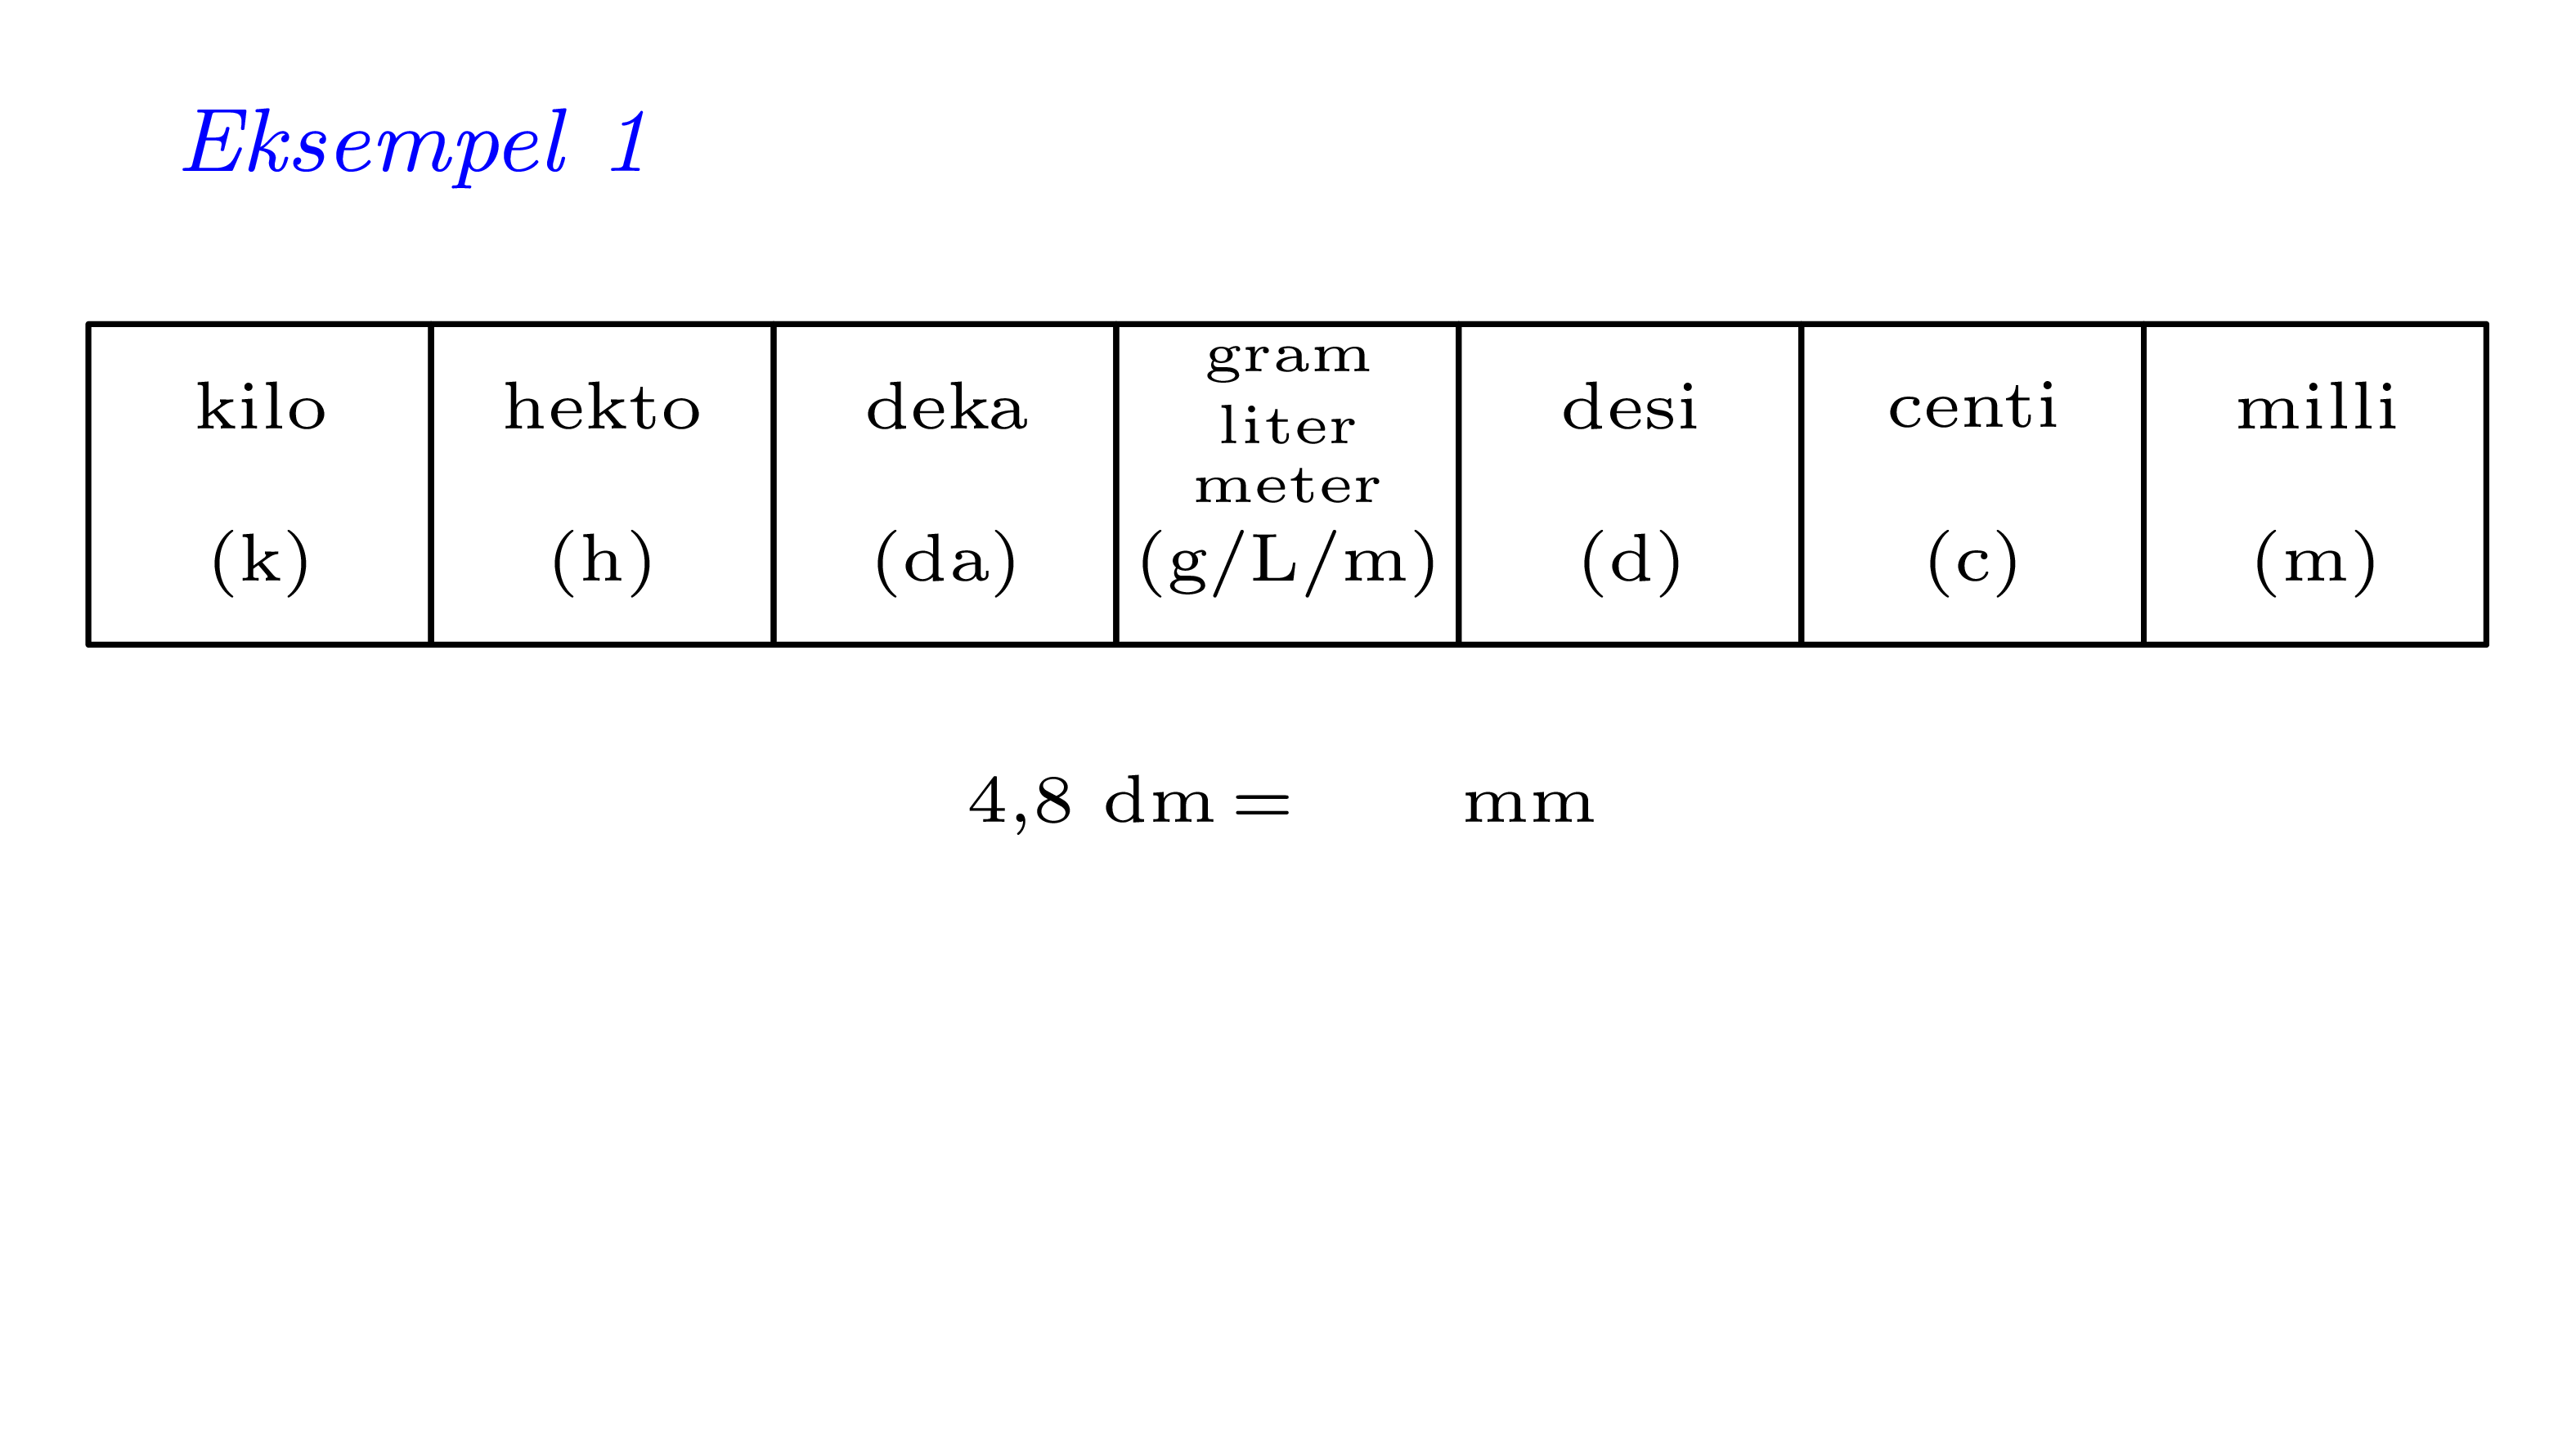 Eksempel 1
kilo hekto deka gram liter meter desi centi milli
(k) (h) (da) (g/L/m) (d) (c) (m)
4,8 dm = mm